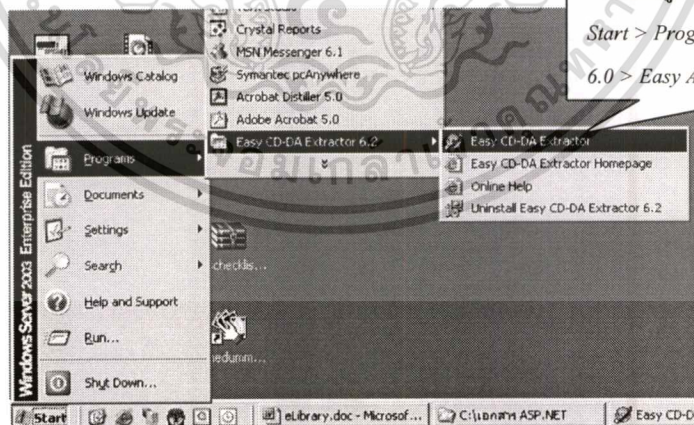 Crystal Reports
MSN Messenger 6.1
Symantec pcAnywhere
Acrobat Distiller 5.0
Adobe Acrobat 5.0
Easy CD-DA Extractor 6.2
Start > Prog
6.0 > Easy A
Easy CD-DA Extractor
Easy CD-DA Extractor Homepage
Online Help
Uninstall Easy CD-DA Extractor 6.2
Windows Catalog
Windows Update
Programs
Documents
Settings
Search
Help and Support
Run...
Shut Down...
Windows Server 2003 Enterprise Edition
checklis...
nedumm...
Start
eLibrary.doc - Microsof...
C:\เอกสาร ASP.NET
Easy CD-D